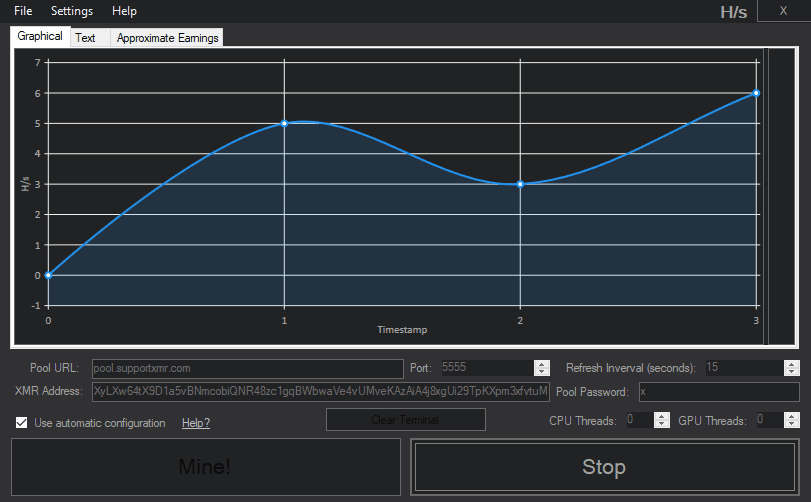 File Settings Help H/s X
Graphical Text Approximate Earnings
7
6
5
4
3
2
1
0
-1
H/s
0 1 2 3
Timestamp
Pool URL: pool.supportxmr.com Port: 5555 Refresh Inverval (seconds): 15
XMR Address: XyLXw64tX9D1a5vBNmcobiQNR48zc1gqBWbwaVe4vUMveKAzAiA4j8xgUi29TpKXpm3xfvtuM Pool Password: x
Use automatic configuration Help? Clear Terminal CPU Threads: 0 GPU Threads: 0
Mine! Stop